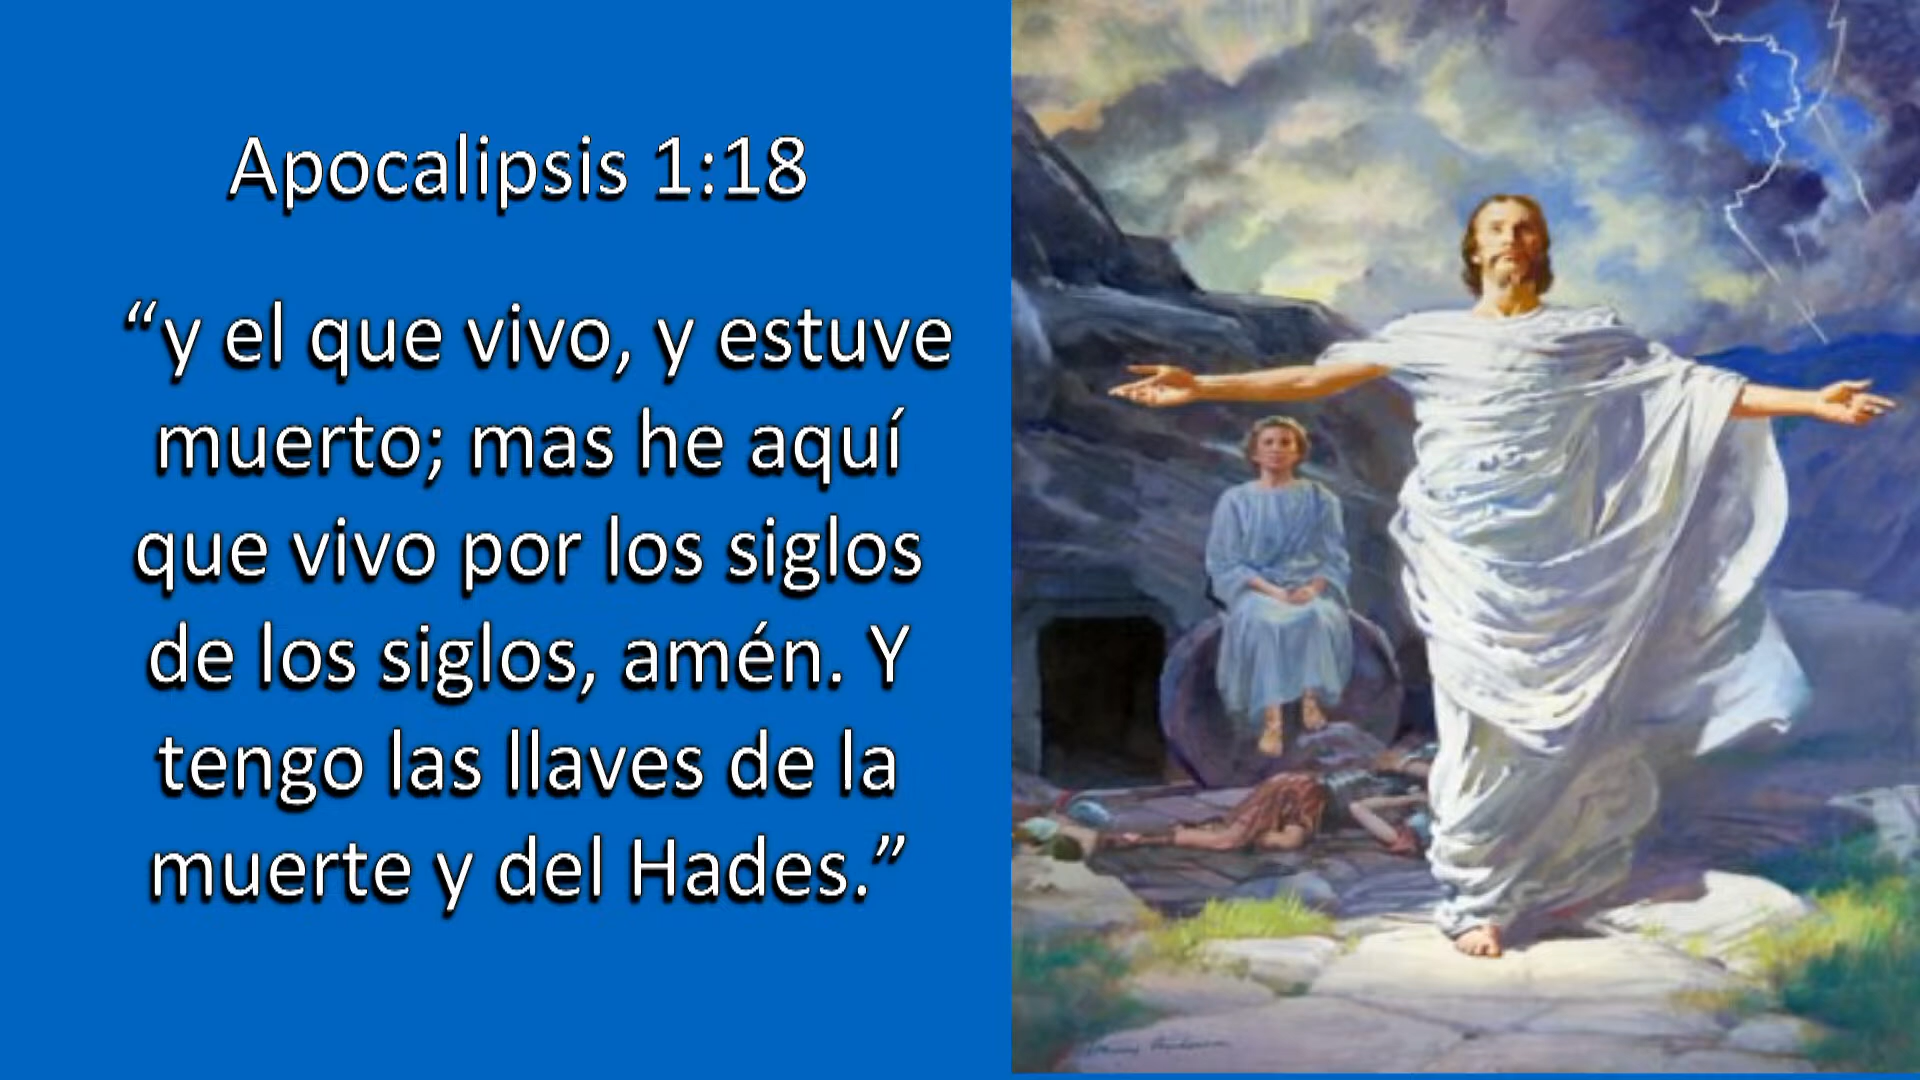 Apocalipsis 1:18
“y el que vivo, y estuve
muerto; mas he aquí
que vivo por los siglos
de los siglos, amén. Y
tengo las llaves de la
muerte y del Hades.”